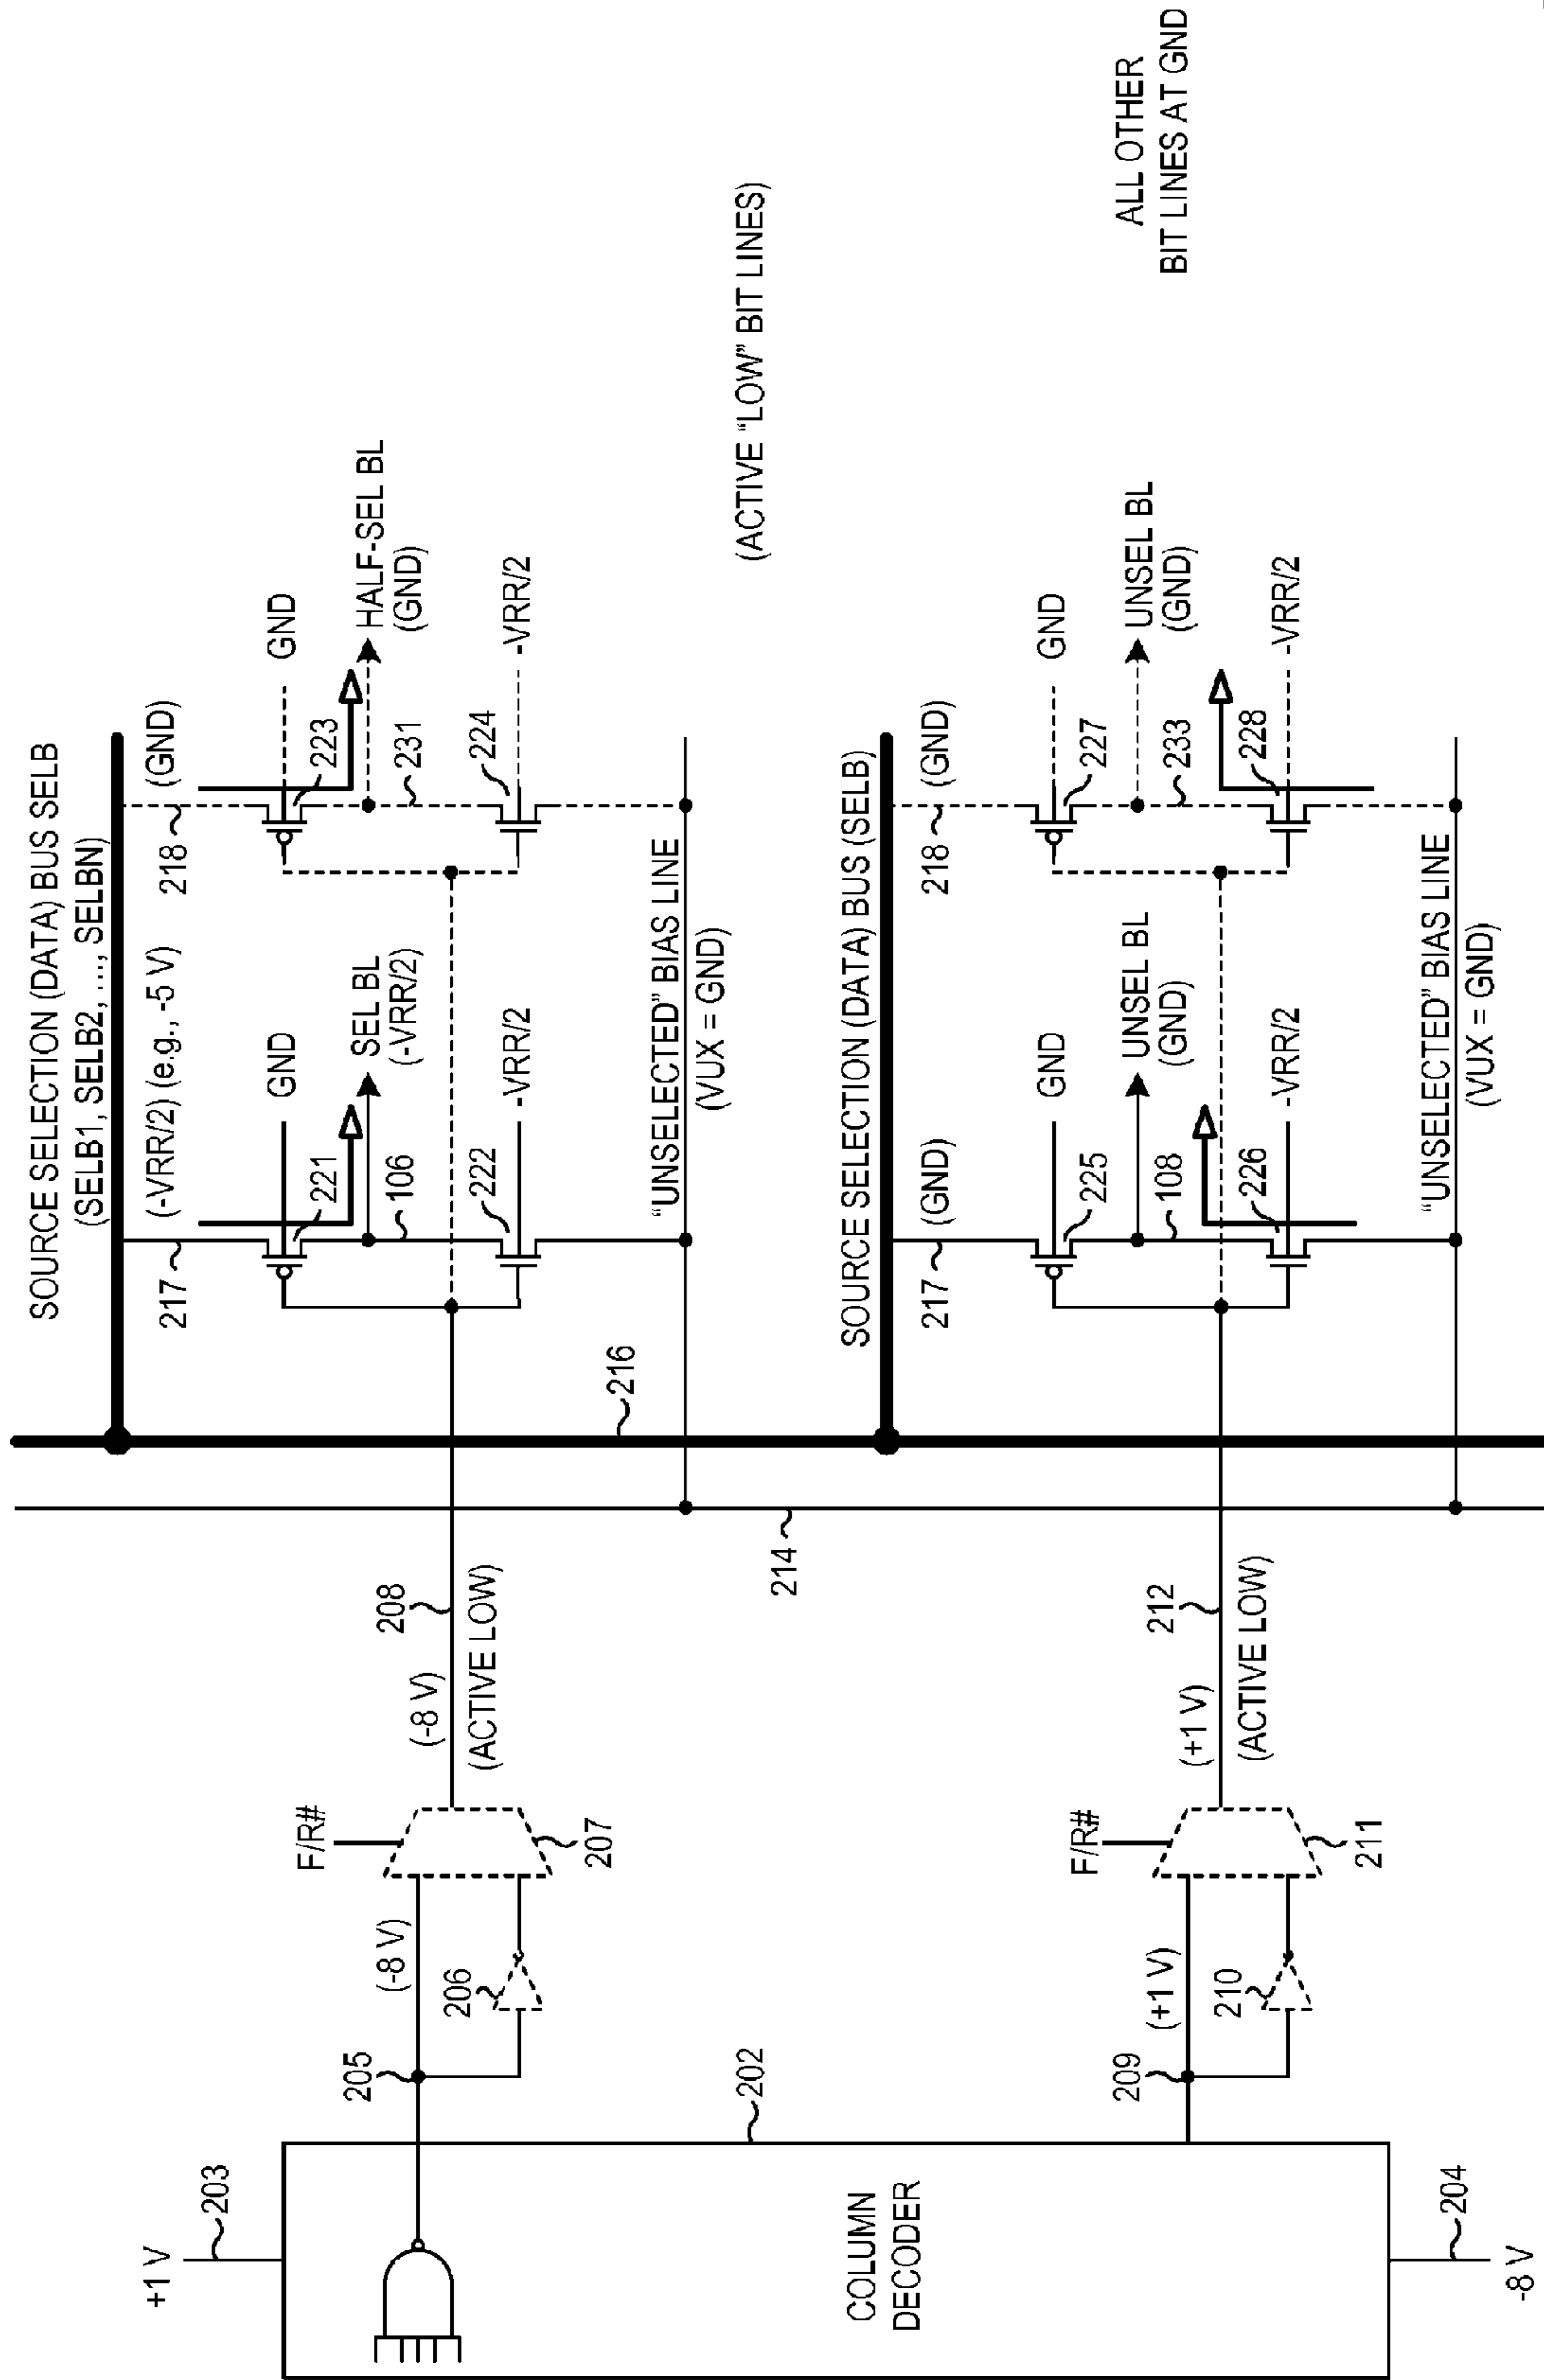 SOURCE SELECTION (DATA) BUS SELB
(SELB1, SELB2, ..., SELBN)
217
(-VRR/2) (e.g., -5 V)
218
(GND)
GND
GND
221
223
SEL BL
(-VRR/2)
HALF-SEL BL
(GND)
106
231
222
224
-VRR/2
-VRR/2
"UNSELECTED" BIAS LINE
(VUX = GND)
(ACTIVE "LOW" BIT LINES)
+1 V
203
205
(-8 V)
206
F/R#
207
(-8 V)
208
(ACTIVE LOW)
216
214
COLUMN
DECODER
202
SOURCE SELECTION (DATA) BUS (SELB)
217
(GND)
218
(GND)
GND
GND
225
227
UNSEL BL
(GND)
UNSEL BL
(GND)
108
233
226
228
-VRR/2
-VRR/2
"UNSELECTED" BIAS LINE
(VUX = GND)
ALL OTHER
BIT LINES AT GND
209
(+1 V)
210
F/R#
211
(+1 V)
212
(ACTIVE LOW)
204
-8 V